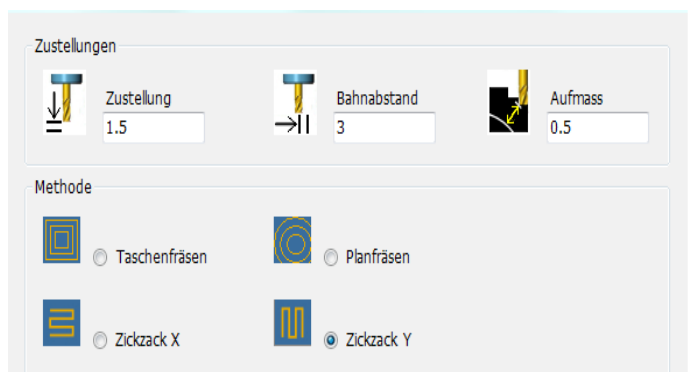 Zustellungen
Zustellung Bahnabstand Aufmass
1.5 3 0.5
Methode
Taschenfräsen Planfräsen
Zickzack X Zickzack Y